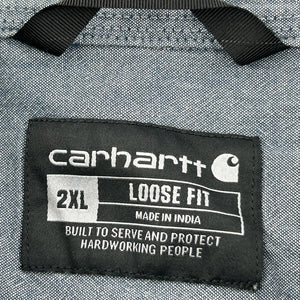 carhartt
2XL
LOOSE FIT
MADE IN INDIA
BUILT TO SERVE AND PROTECT
HARDWORKING PEOPLE